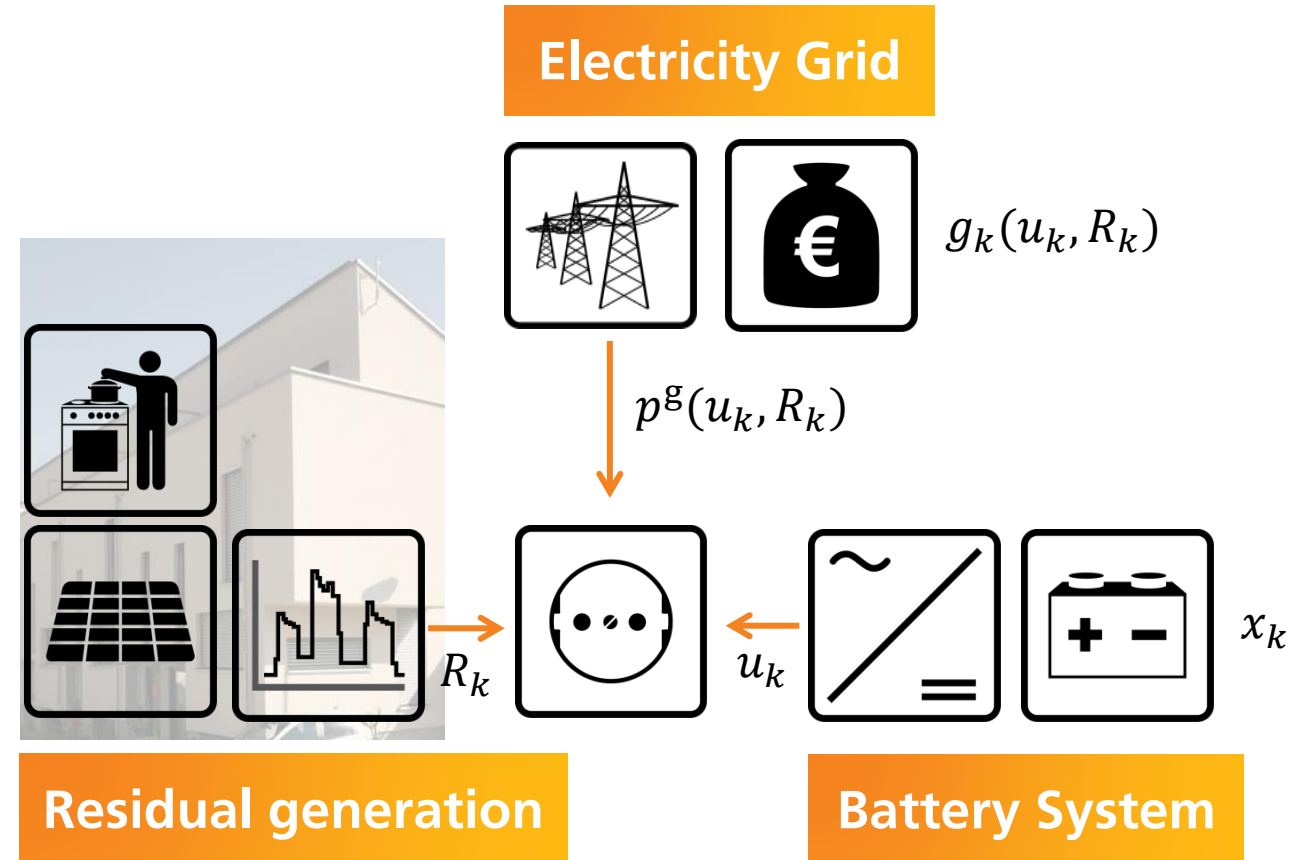 Electricity Grid
€
g_k(u_k, R_k)
p^g(u_k, R_k)
R_k
u_k
+ -
x_k
Residual generation
Battery System